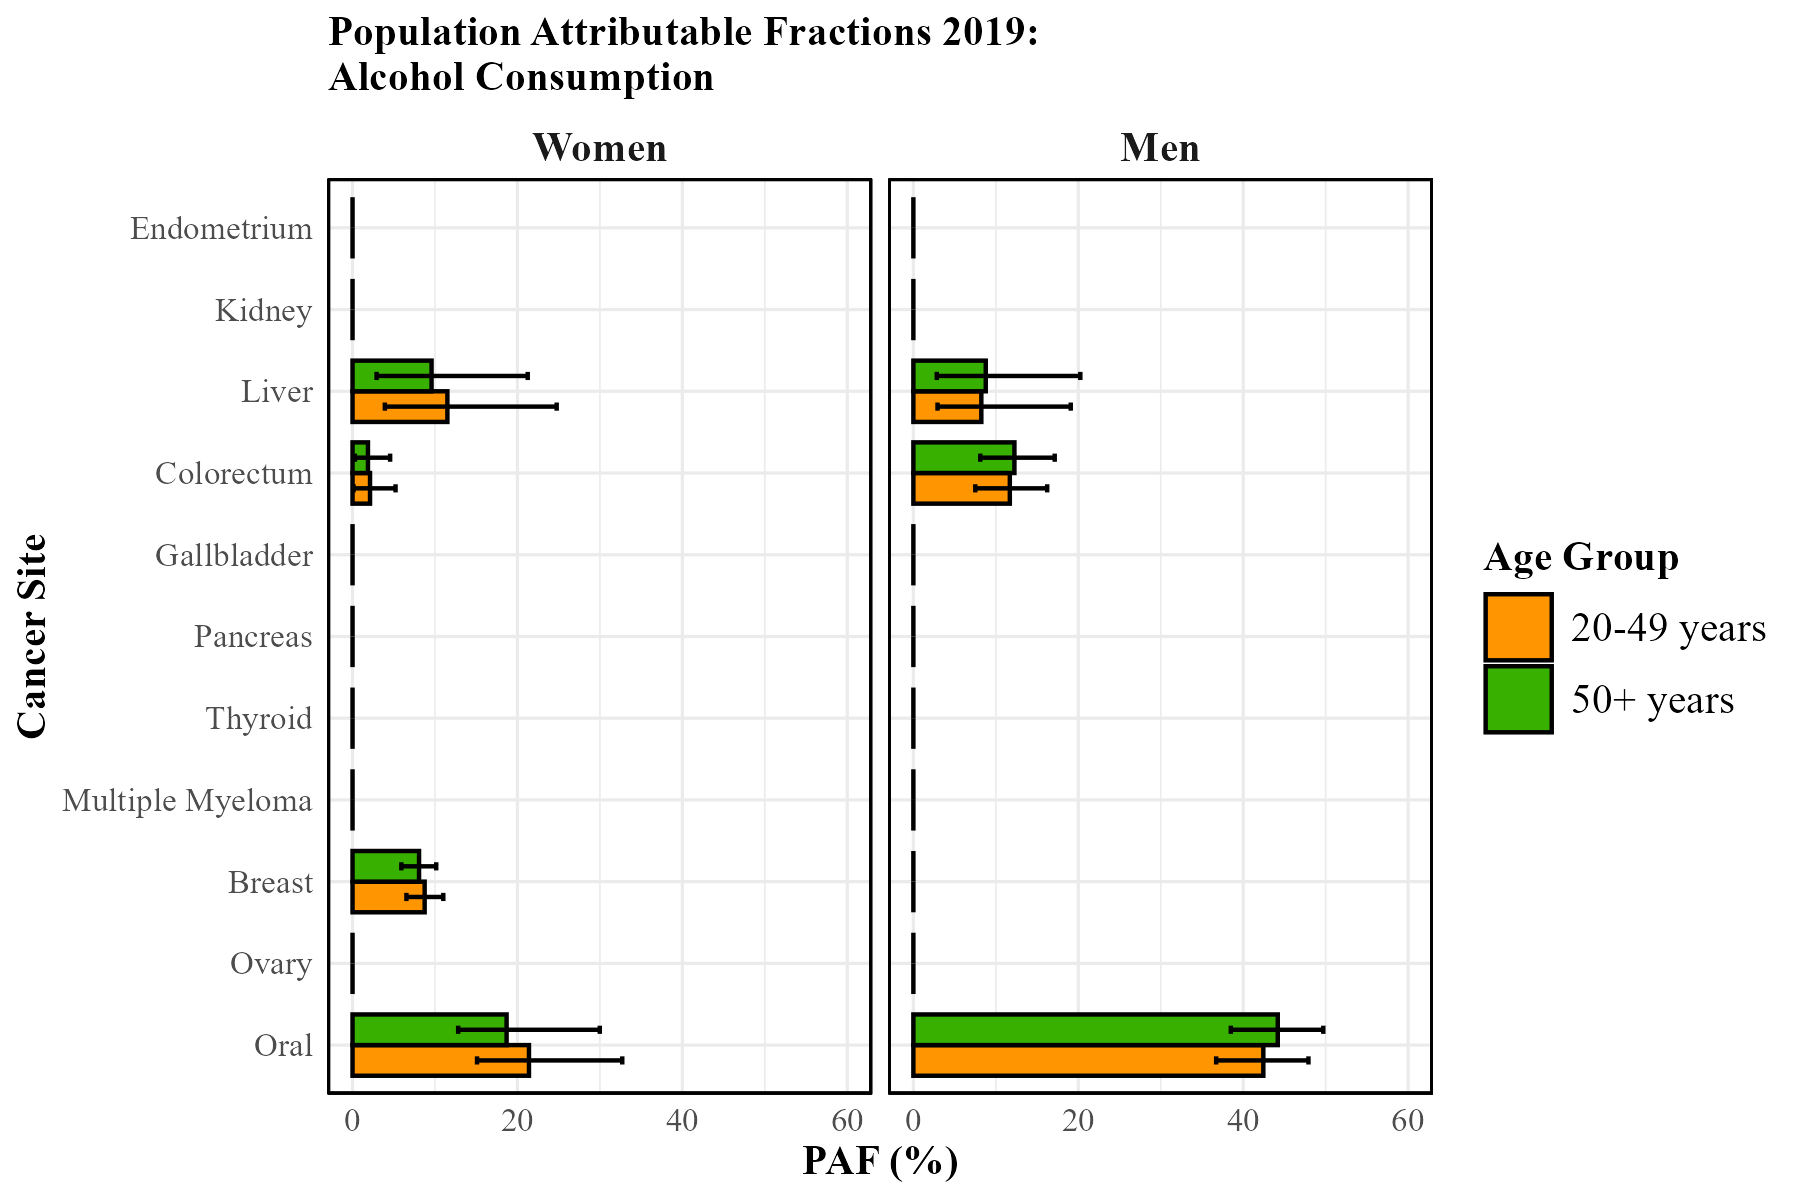 Population Attributable Fractions 2019:
Alcohol Consumption
Women
Men
Cancer Site
Endometrium
Kidney
Liver
Colorectum
Gallbladder
Pancreas
Thyroid
Multiple Myeloma
Breast
Ovary
Oral
0 20 40 60
0 20 40 60
PAF (%)
Age Group
20-49 years
50+ years